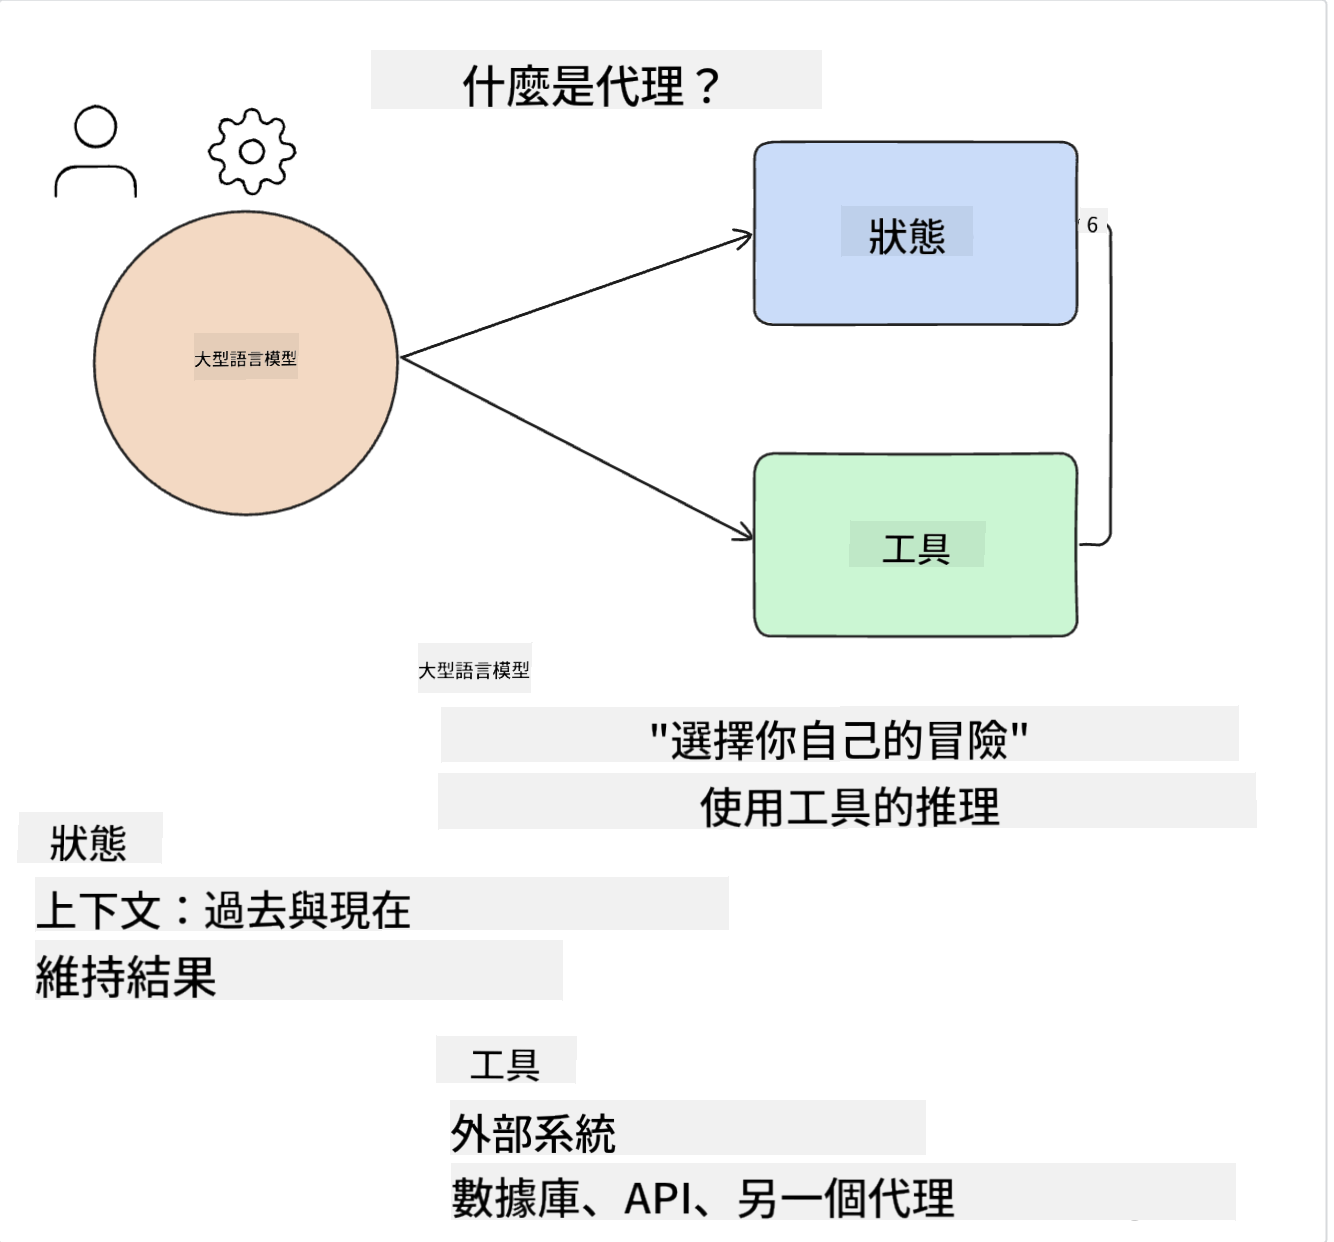 什麼是代理？
狀態
6
大型語言模型
工具
大型語言模型
"選擇你自己的冒險"
使用工具的推理
狀態
上下文：過去與現在
維持結果
工具
外部系統
數據庫、API、另一個代理